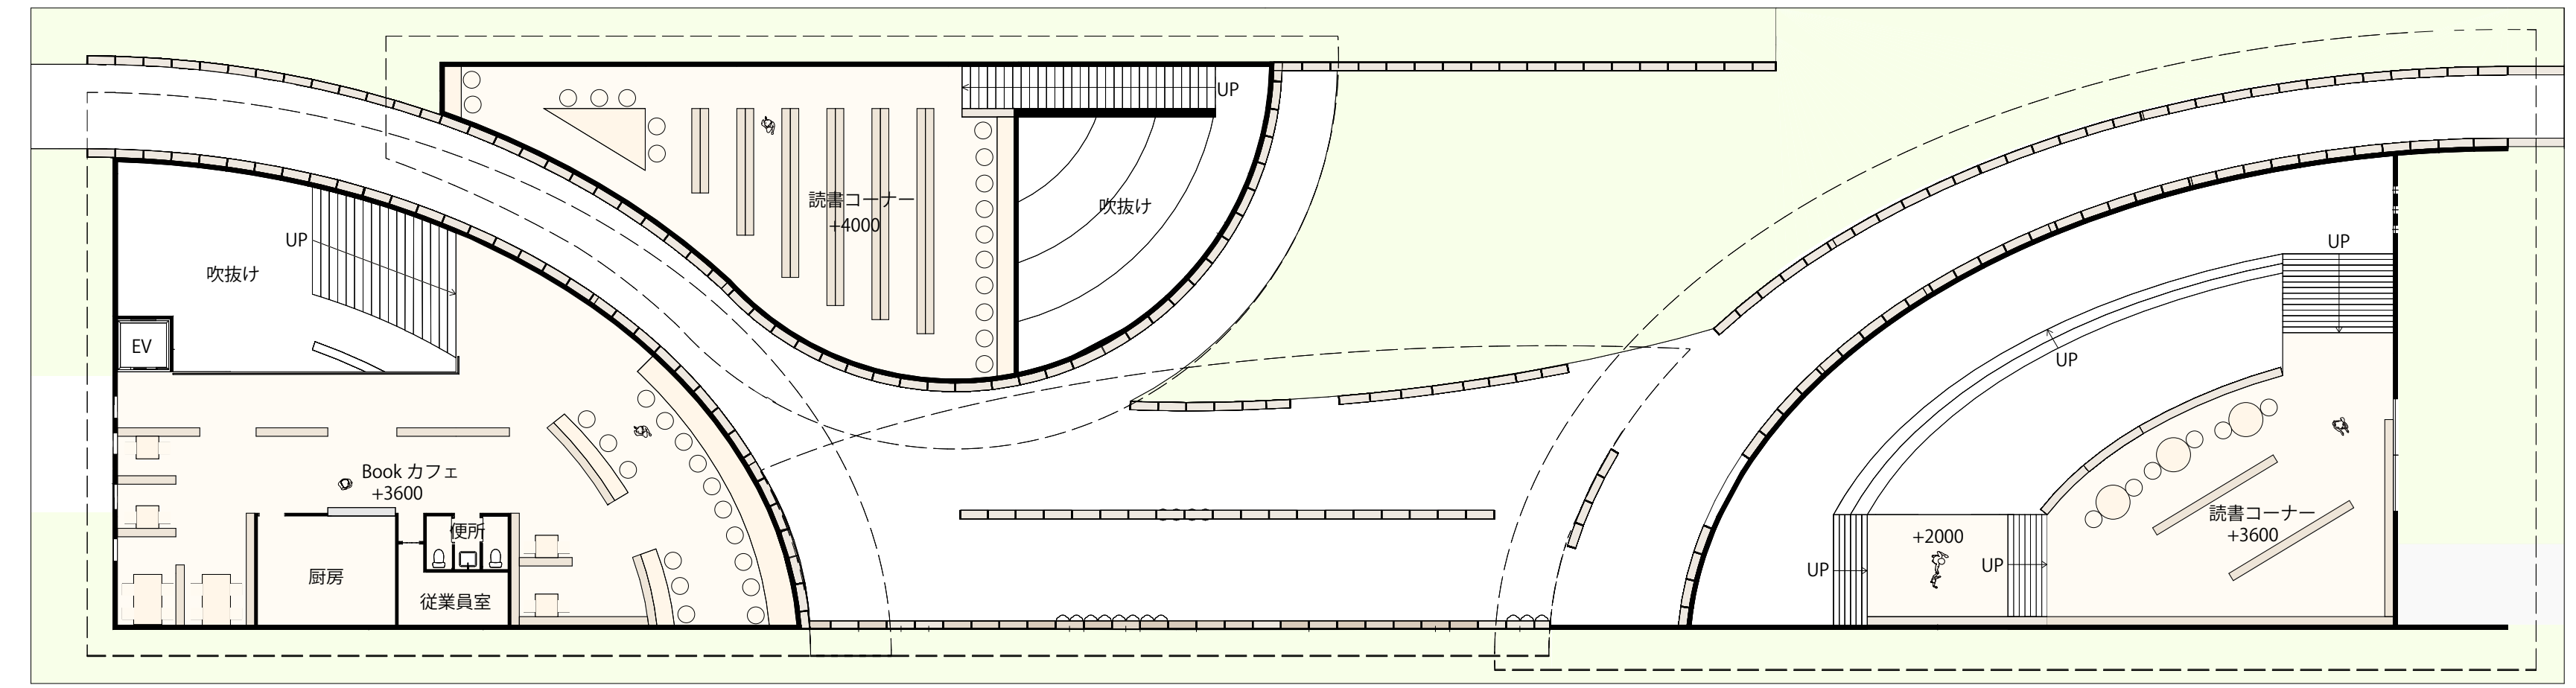 UP
読書コーナー
+4000
吹抜け
UP
吹抜け
EV
UP
UP
Book カフェ
+3600
便所
厨房
従業員室
読書コーナー
+3600
+2000
UP
UP